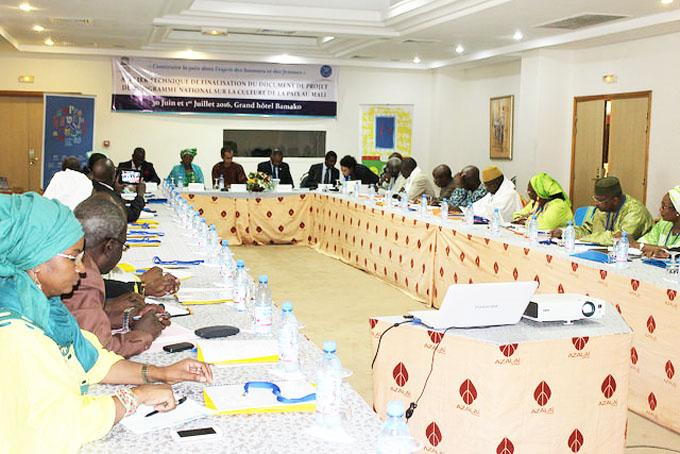 « Construire la paix dans l'esprit des hommes et des femmes »
TECHNIQUE DE FINALISATION DU DOCUMENT DU PROJET
PROGRAMME NATIONAL SUR LA CULTURE DE LA PAIX AU MALI
30 Juin et 1er Juillet 2016, Grand hôtel Bamako
AZALAÏ
AZALAÏ
AZALAÏ
AZALAÏ